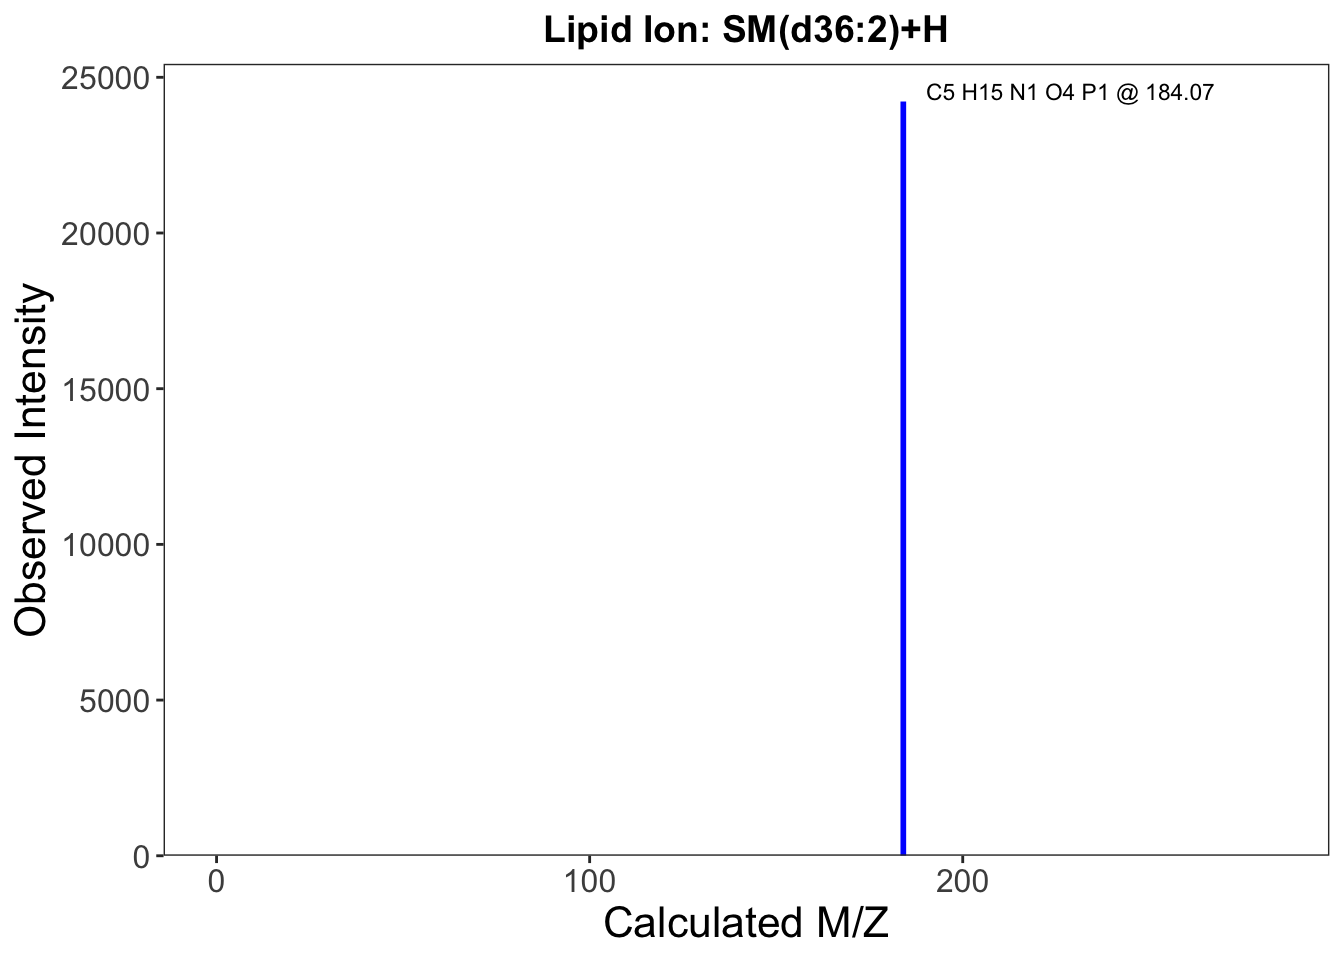 Lipid Ion: SM(d36:2)+H
25000
20000
15000
10000
5000
0
Observed Intensity
C5 H15 N1 O4 P1 @ 184.07
0 100 200
Calculated M/Z